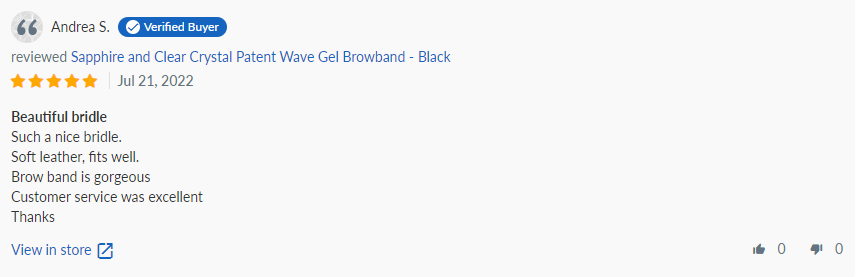 Andrea S. Verified Buyer
reviewed Sapphire and Clear Crystal Patent Wave Gel Browband - Black
Jul 21, 2022
Beautiful bridle
Such a nice bridle.
Soft leather, fits well.
Brow band is gorgeous
Customer service was excellent
Thanks
View in store 0 0